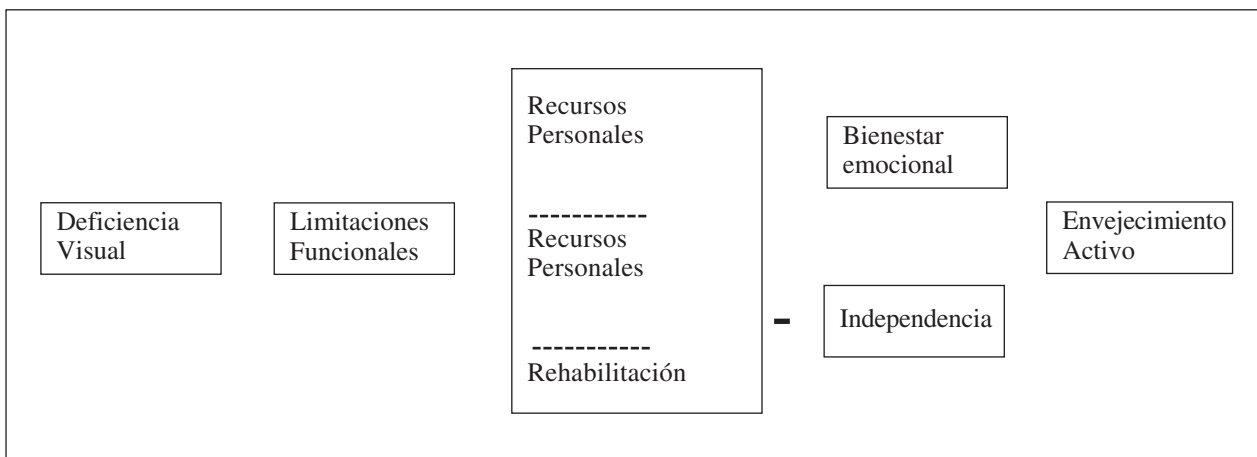 Deficiencia
Visual
Limitaciones
Funcionales
Recursos
Personales
-----------
Recursos
Personales
-----------
Rehabilitación
-
Bienestar
emocional
Independencia
Envejecimiento
Activo